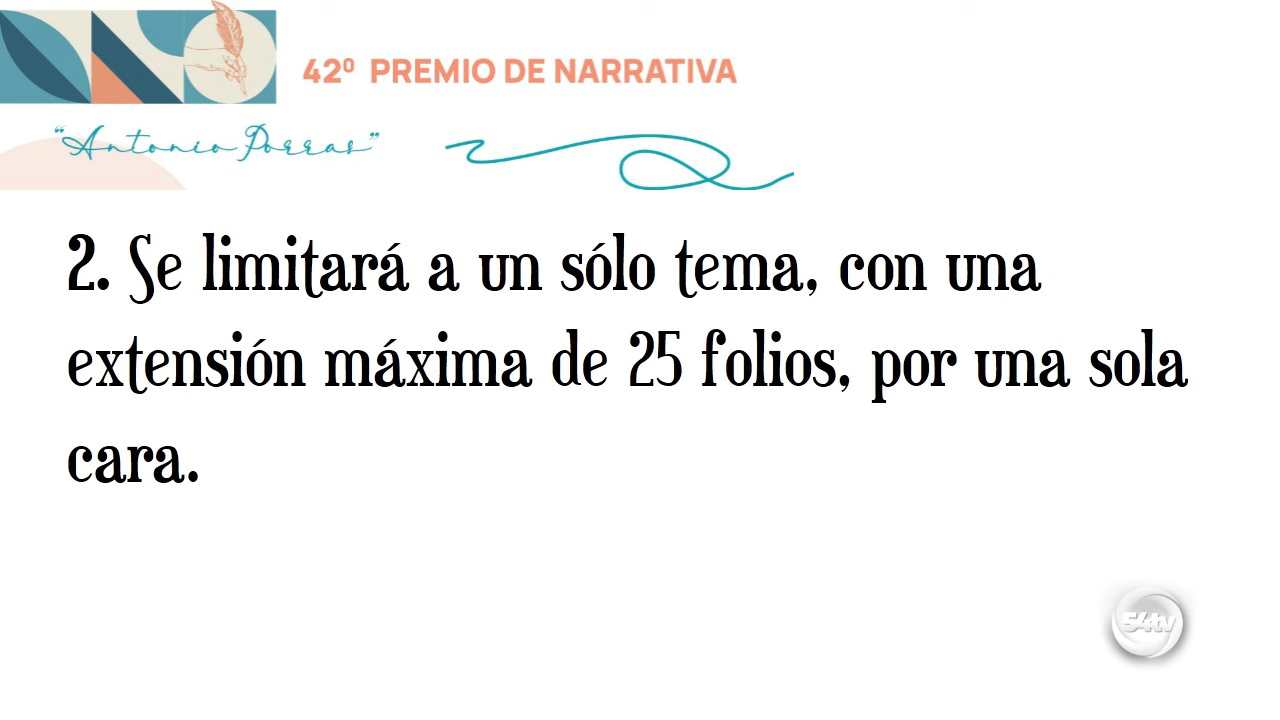 42º PREMIO DE NARRATIVA
"Antonio Porras"
2. Se limitará a un sólo tema, con una
extensión máxima de 25 folios, por una sola
cara.
54tv